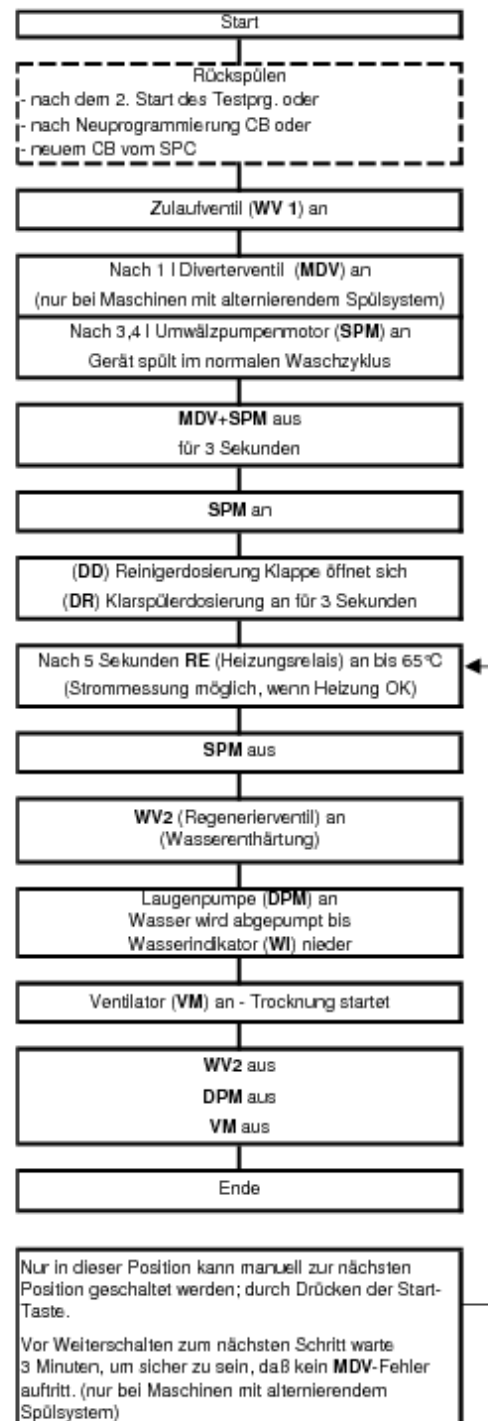 Start
Rückspülen
- nach dem 2. Start des Testprg. oder
- nach Neuprogrammierung CB oder
- neuem CB vom SPC
Zulaufventil (WV 1) an
Nach 1 l Diverterventil (MDV) an
(nur bei Maschinen mit alternierendem Spülsystem)
Nach 3,4 l Umwälzpumpenmotor (SPM) an
Gerät spült im normalen Waschzyklus
MDV+SPM aus
für 3 Sekunden
SPM an
(DD) Reinigerdosierung Klappe öffnet sich
(DR) Klarspülerdosierung an für 3 Sekunden
Nach 5 Sekunden RE (Heizungsrelais) an bis 65°C
(Strommessung möglich, wenn Heizung OK)
SPM aus
WV2 (Regenerierventil) an
(Wasserenthärtung)
Laugenpumpe (DPM) an
Wasser wird abgepumpt bis
Wasserindikator (WI) nieder
Ventilator (VM) an - Trocknung startet
WV2 aus
DPM aus
VM aus
Ende
Nur in dieser Position kann manuell zur nächsten
Position geschaltet werden; durch Drücken der Start-
Taste.
Vor Weiterschalten zum nächsten Schritt warte
3 Minuten, um sicher zu sein, daß kein MDV-Fehler
auftritt. (nur bei Maschinen mit alternierendem
Spülsystem)